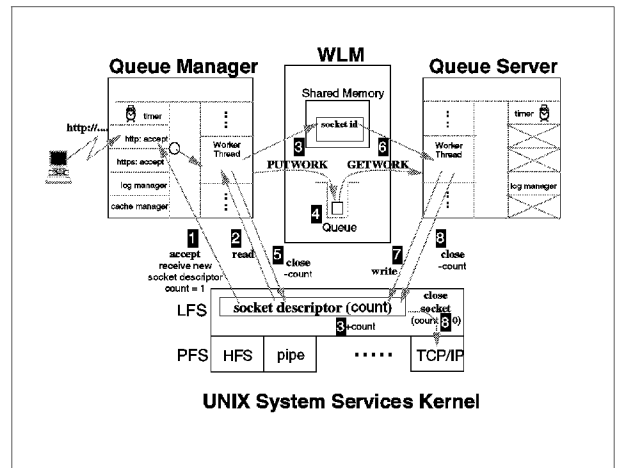 WLM
Queue Manager
Queue Server
Shared Memory
timer
http://....
http: accept
https: accept
log manager
cache manager
Worker
Thread
socket id
3
6
PUTWORK
GETWORK
4
Queue
timer
Worker
Thread
log manager
1
accept
receive new
socket descriptor
count = 1
2
read
5
close
-count
7
write
8
close
-count
LFS
socket descriptor (count)
3 +count
close
socket
(count 8 0)
PFS
HFS
pipe
.....
TCP/IP
UNIX System Services Kernel